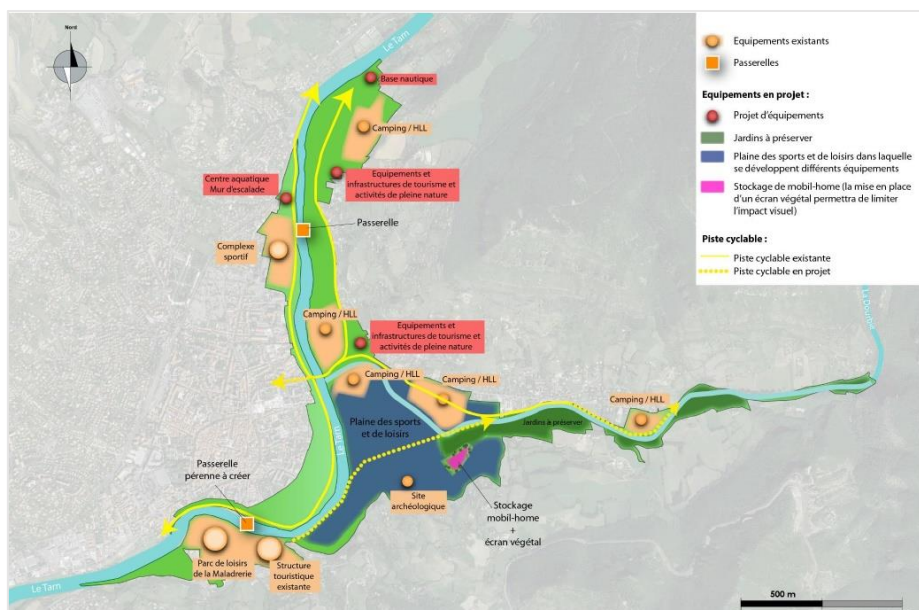 Nord
Le Tarn
Base nautique
Camping / HLL
Centre aquatique
Mur d'escalade
Equipements et
infrastructures de tourisme et
activités de pleine nature
Passerelle
Complexe
sportif
Camping / HLL
Equipements et
infrastructures de tourisme et
activités de pleine nature
Camping / HLL
Camping / HLL
Camping / HLL
Le Tarn
Plaine des sports
et de loisirs
Jardins à préserver
Passerelle
pérenne à créer
Site
archéologique
Stockage
mobil-home
+
écran végétal
Parc de loisirs
de la Maladrerie
Structure
touristique
existante
Le Tarn
Equipements existants
Passerelles
Equipements en projet :
Projet d'équipements
Jardins à préserver
Plaine des sports et de loisirs dans laquelle
se développent différents équipements
Stockage de mobil-home (la mise en place
d'un écran végétal permettra de limiter
l'impact visuel)
Piste cyclable :
Piste cyclable existante
Piste cyclable en projet
La Dourbie
500 m